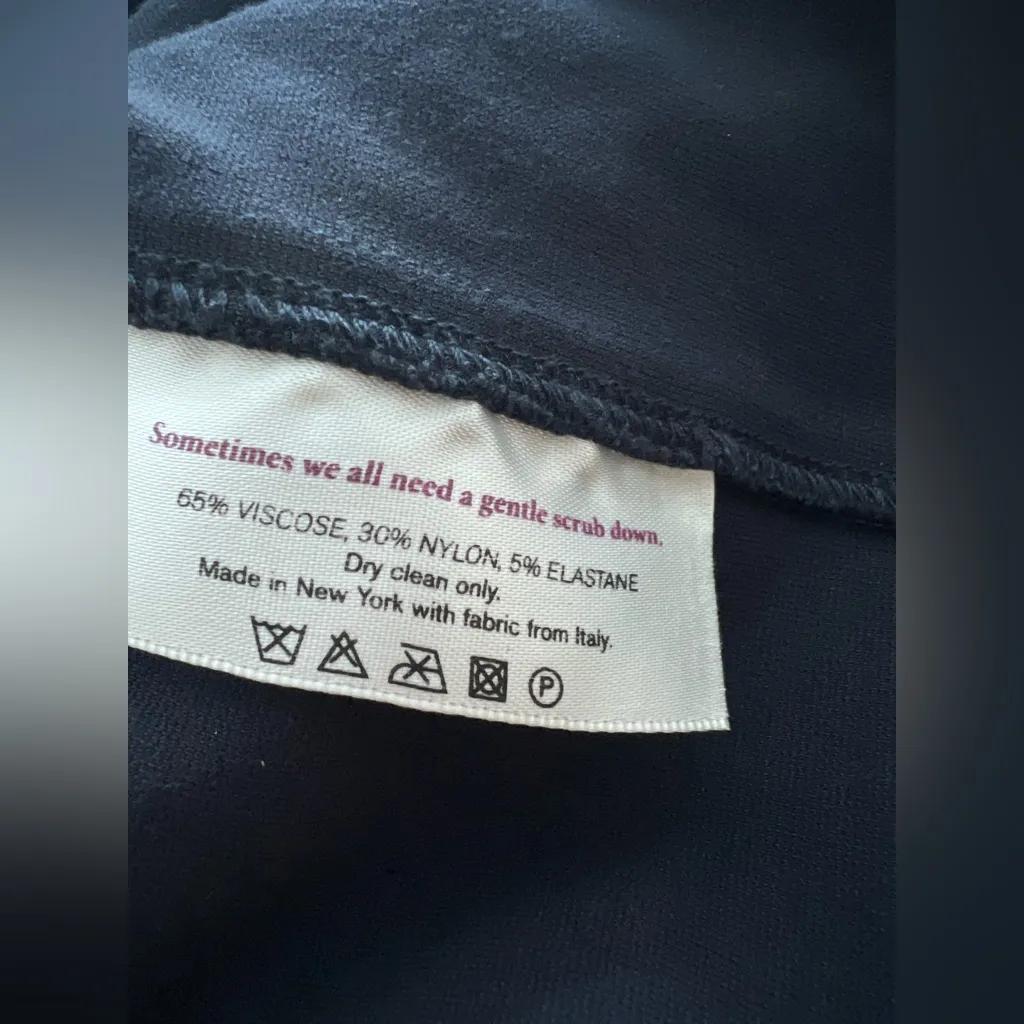 Sometimes we all need a gentle scrub down.
65% VISCOSE, 30% NYLON, 5% ELASTANE
Dry clean only.
Made in New York with fabric from Italy.
P